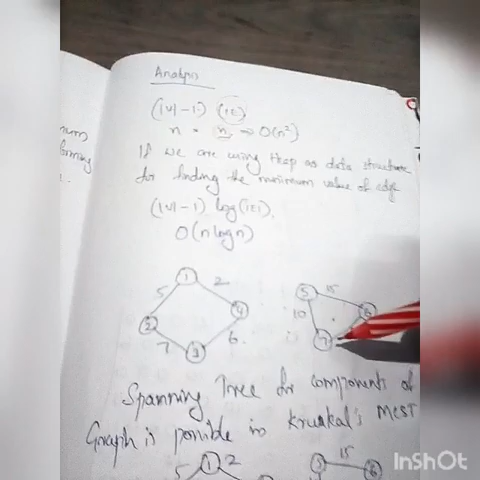 Analysis
(|V| - 1) (|E|)
n * n => O(n²)
If we are using Heap as data structure
for finding the minimum value of edge
(|V| - 1) log(|E|)
O(n log n)
1
5 2
2 4
7 6
3
5 15
10
7
Spanning Tree for components of
Graph is possible in Kruskal's MCST
5 1 2
5 15 6
InShOt